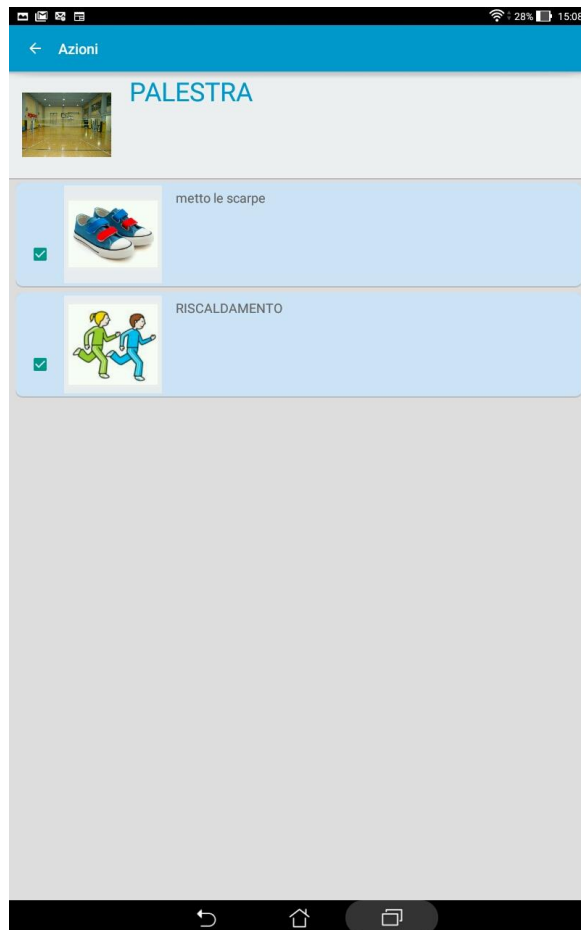 28% 15:08
Azioni
PALESTRA
metto le scarpe
RISCALDAMENTO